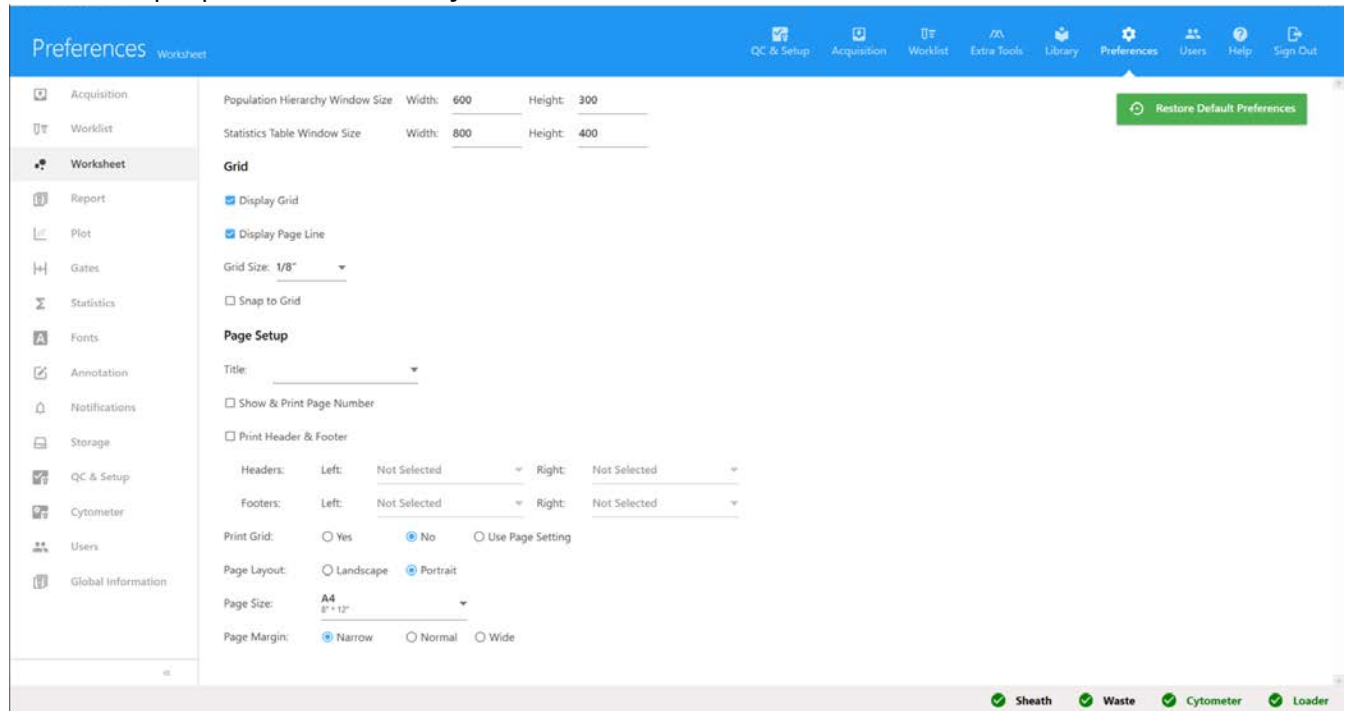 Preferences Worksheet
QC & Setup Acquisition Worklist Extra Tools Library Preferences Users Help Sign Out
Acquisition
Worklist
Worksheet
Report
Plot
Gates
Statistics
Fonts
Annotation
Notifications
Storage
QC & Setup
Cytometer
Users
Global Information
Population Hierarchy Window Size Width: 600 Height: 300
Restore Default Preferences
Statistics Table Window Size Width: 800 Height: 400
Grid
Display Grid
Display Page Line
Grid Size: 1/8"
Snap to Grid
Page Setup
Title:
Show & Print Page Number
Print Header & Footer
Headers: Left: Not Selected Right: Not Selected
Footers: Left: Not Selected Right: Not Selected
Print Grid: Yes No Use Page Setting
Page Layout: Landscape Portrait
Page Size: A4
8" * 12"
Page Margin: Narrow Normal Wide
Sheath Waste Cytometer Loader